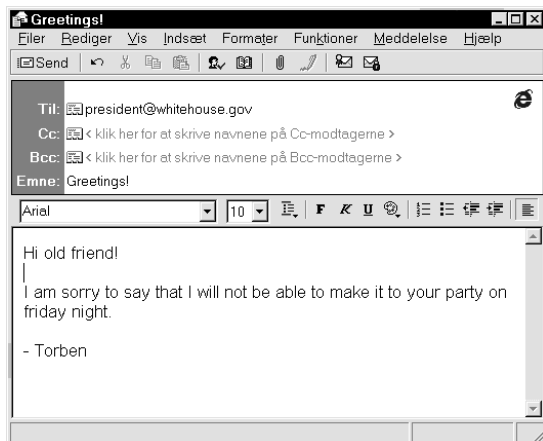 Greetings!
Filer Rediger Vis Indsæt Formater Funktioner Meddelelse Hjælp
Send
Til: president@whitehouse.gov
Cc: < klik her for at skrive navnene på Cc-modtagerne >
Bcc: < klik her for at skrive navnene på Bcc-modtagerne >
Emne: Greetings!
Arial 10 F K U
Hi old friend!
I am sorry to say that I will not be able to make it to your party on
friday night.
- Torben